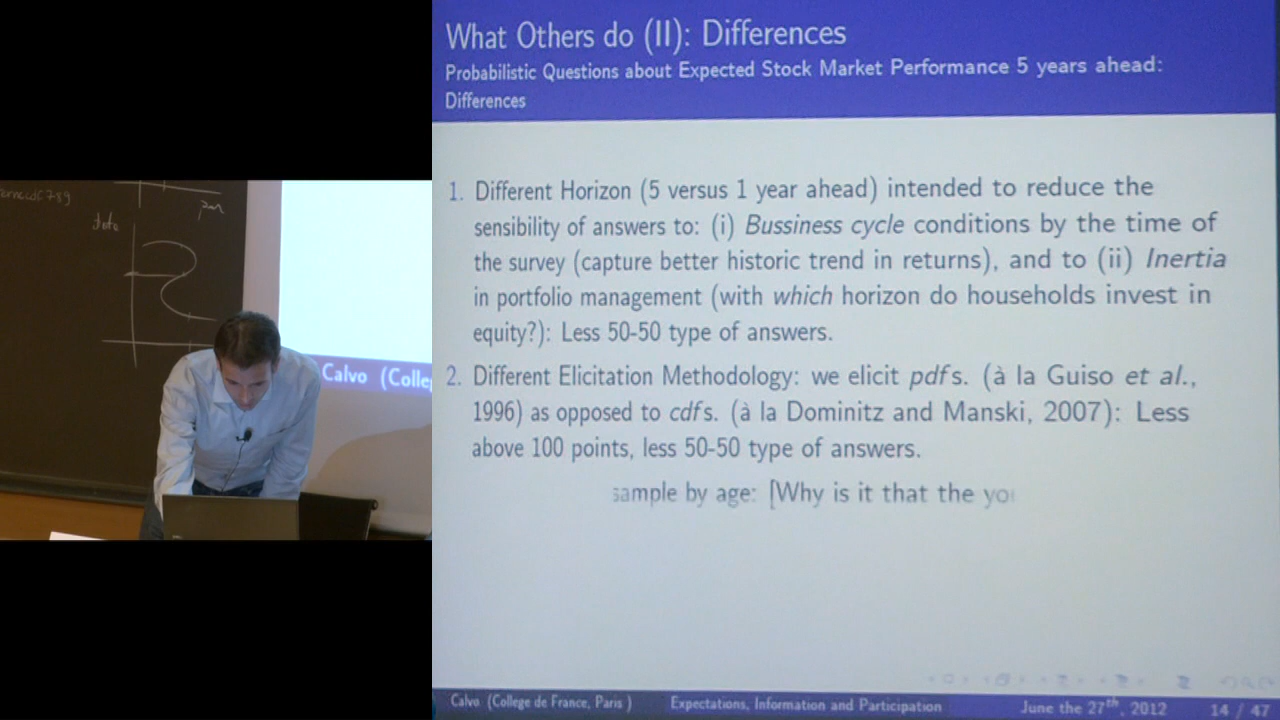 What Others do (II): Differences
Probabilistic Questions about Expected Stock Market Performance 5 years ahead:
Differences
1. Different Horizon (5 versus 1 year ahead) intended to reduce the
sensibility of answers to: (i) Bussiness cycle conditions by the time of
the survey (capture better historic trend in returns), and to (ii) Inertia
in portfolio management (with which horizon do households invest in
equity?): Less 50-50 type of answers.
2. Different Elicitation Methodology: we elicit pdfs. (à la Guiso et al.,
1996) as opposed to cdfs. (à la Dominitz and Manski, 2007): Less
above 100 points, less 50-50 type of answers.
sample by age: [Why is it that the
Calvo (College de France, Paris ) Expectations, Information and Participation June the 27th, 2012 14 / 47
Calvo (Colle